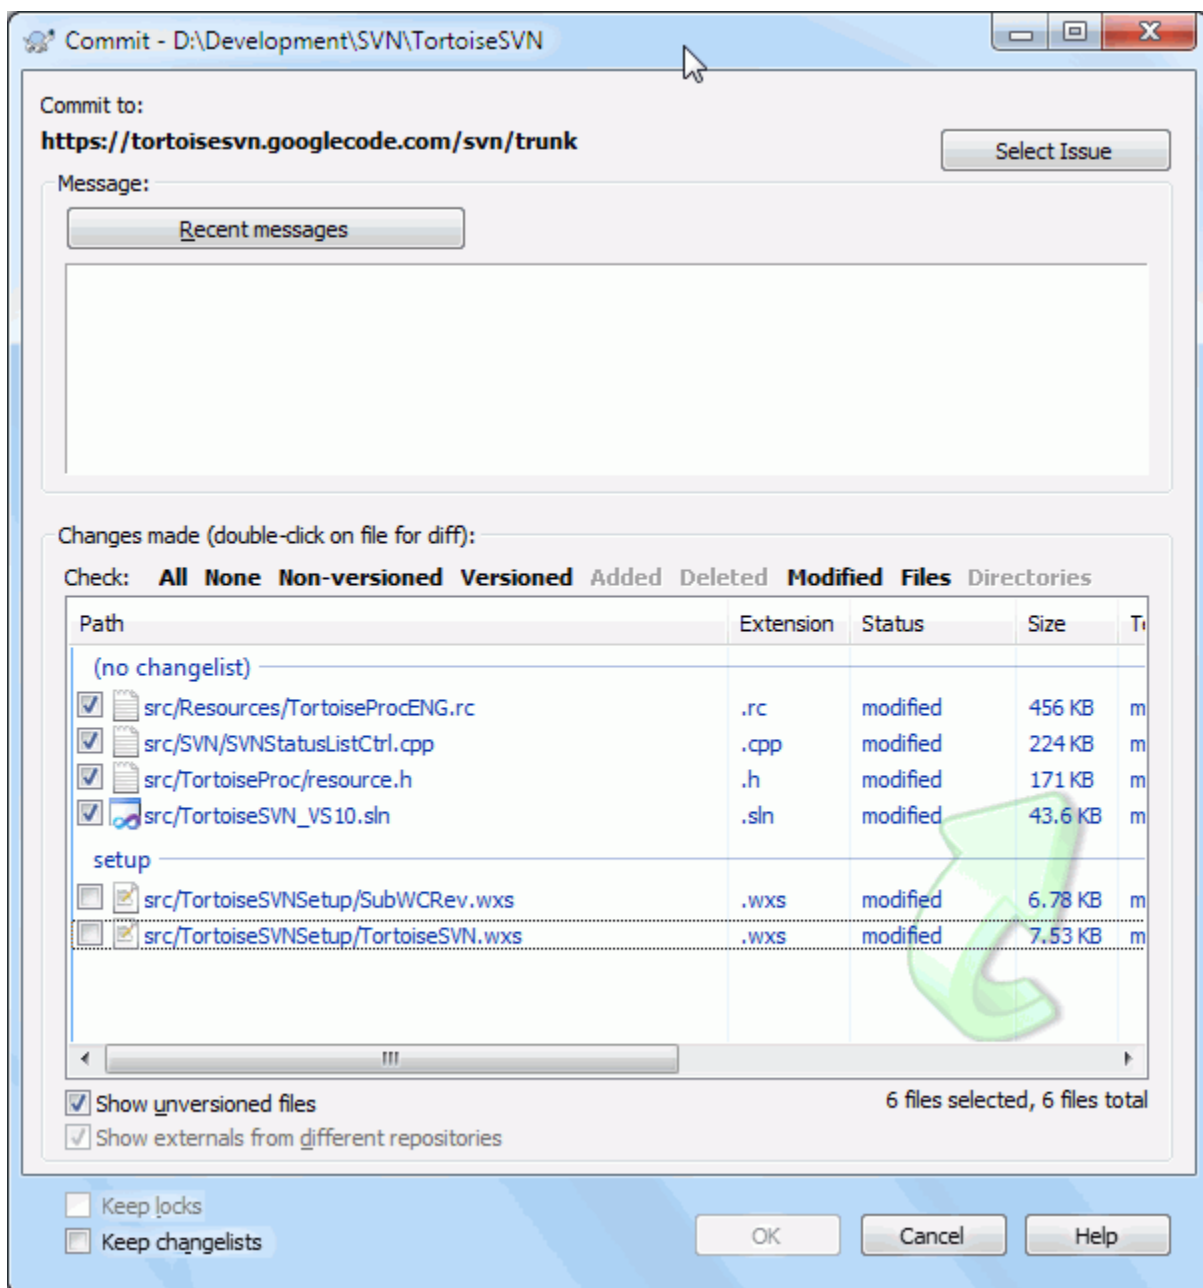 Commit - D:\Development\SVN\TortoiseSVN
Commit to:
https://tortoisesvn.googlecode.com/svn/trunk
Select Issue
Message:
Recent messages
Changes made (double-click on file for diff):
Check: All None Non-versioned Versioned Added Deleted Modified Files Directories
Path Extension Status Size
(no changelist)
src/Resources/TortoiseProcENG.rc .rc modified 456 KB m
src/SVN/SVNStatusListCtrl.cpp .cpp modified 224 KB m
src/TortoiseProc/resource.h .h modified 171 KB m
src/TortoiseSVN_VS10.sln .sln modified 43.6 KB m
setup
src/TortoiseSVNSetup/SubWCRev.wxs .wxs modified 6.78 KB m
src/TortoiseSVNSetup/TortoiseSVN.wxs .wxs modified 7.53 KB m
Show unversioned files
6 files selected, 6 files total
Show externals from different repositories
Keep locks
Keep changelists
OK Cancel Help